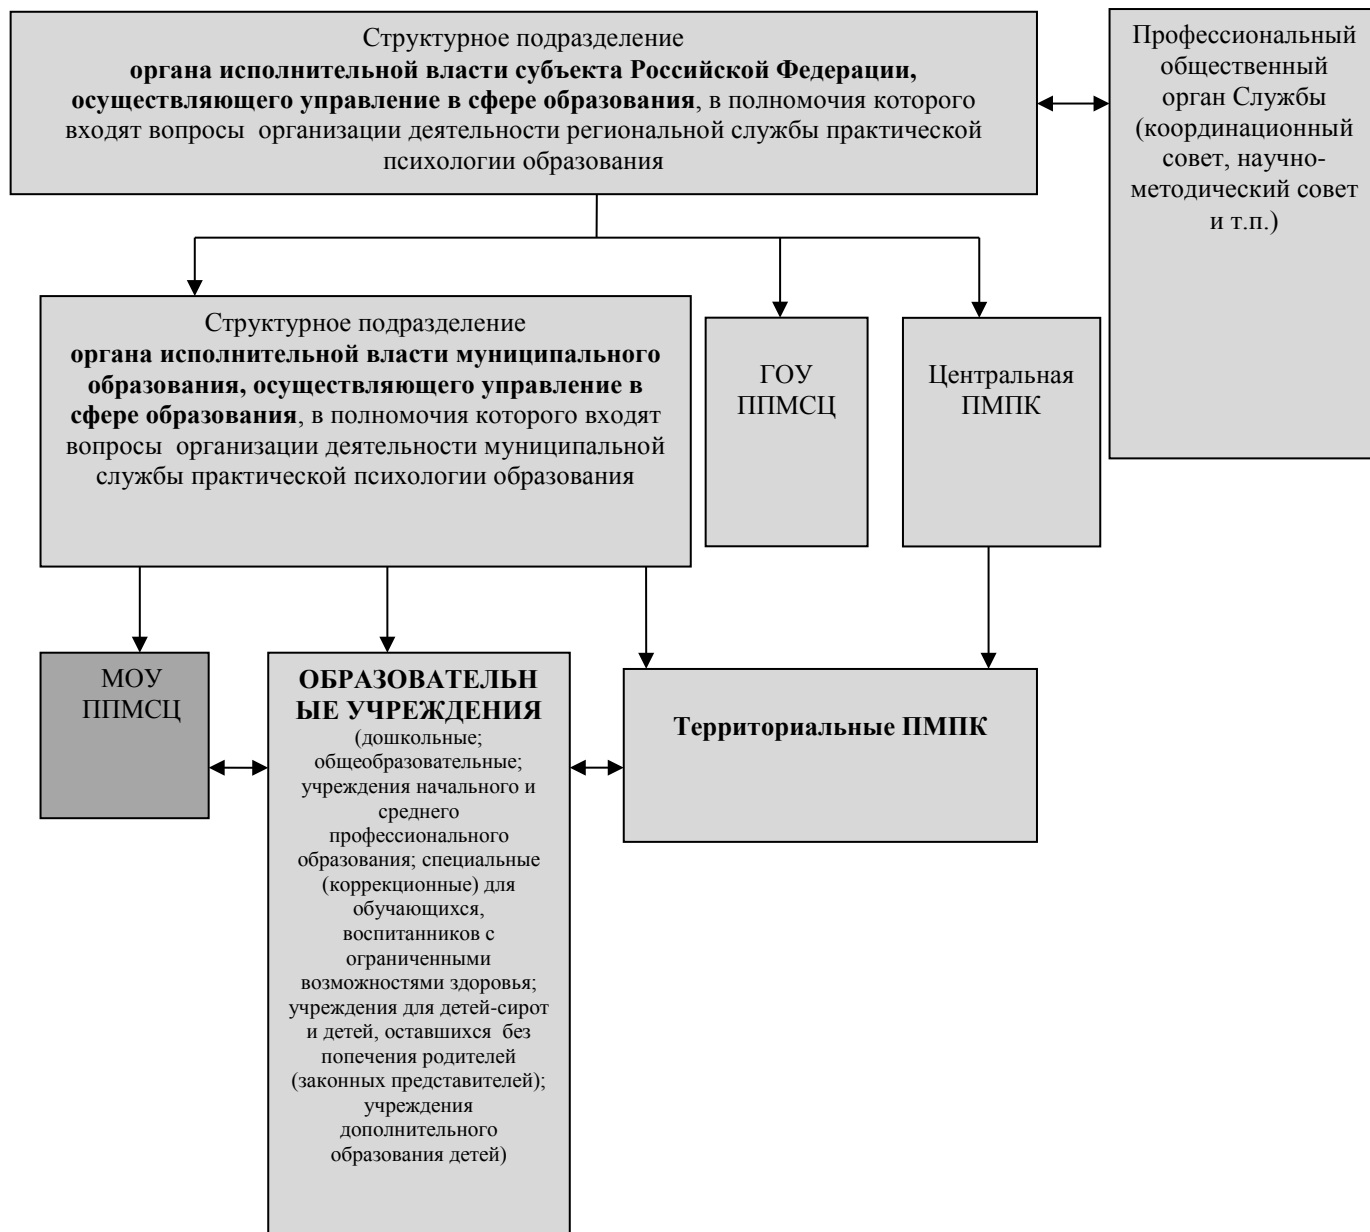 Структурное подразделение
органа исполнительной власти субъекта Российской Федерации,
осуществляющего управление в сфере образования, в полномочия которого
входят вопросы организации деятельности региональной службы практической
психологии образования
Профессиональный
общественный
орган Службы
(координационный
совет, научно-
методический совет
и т.п.)
Структурное подразделение
органа исполнительной власти муниципального
образования, осуществляющего управление в
сфере образования, в полномочия которого входят
вопросы организации деятельности муниципальной
службы практической психологии образования
ГОУ
ППМСЦ
Центральная
ПМПК
МОУ
ППМСЦ
ОБРАЗОВАТЕЛЬН
ЫЕ УЧРЕЖДЕНИЯ
(дошкольные;
общеобразовательные;
учреждения начального и
среднего
профессионального
образования; специальные
(коррекционные) для
обучающихся,
воспитанников с
ограниченными
возможностями здоровья;
учреждения для детей-сирот
и детей, оставшихся без
попечения родителей
(законных представителей);
учреждения
дополнительного
образования детей)
Территориальные ПМПК